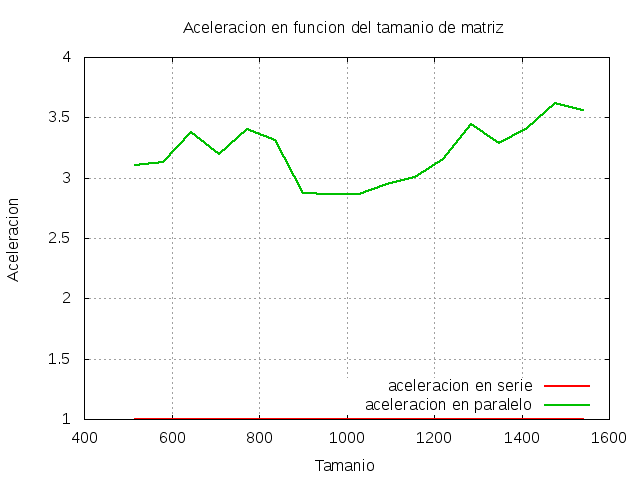 Aceleracion en funcion del tamanio de matriz
4
3.5
3
2.5
2
1.5
1
Aceleracion
aceleracion en serie
aceleracion en paralelo
400 600 800 1000 1200 1400 1600
Tamanio